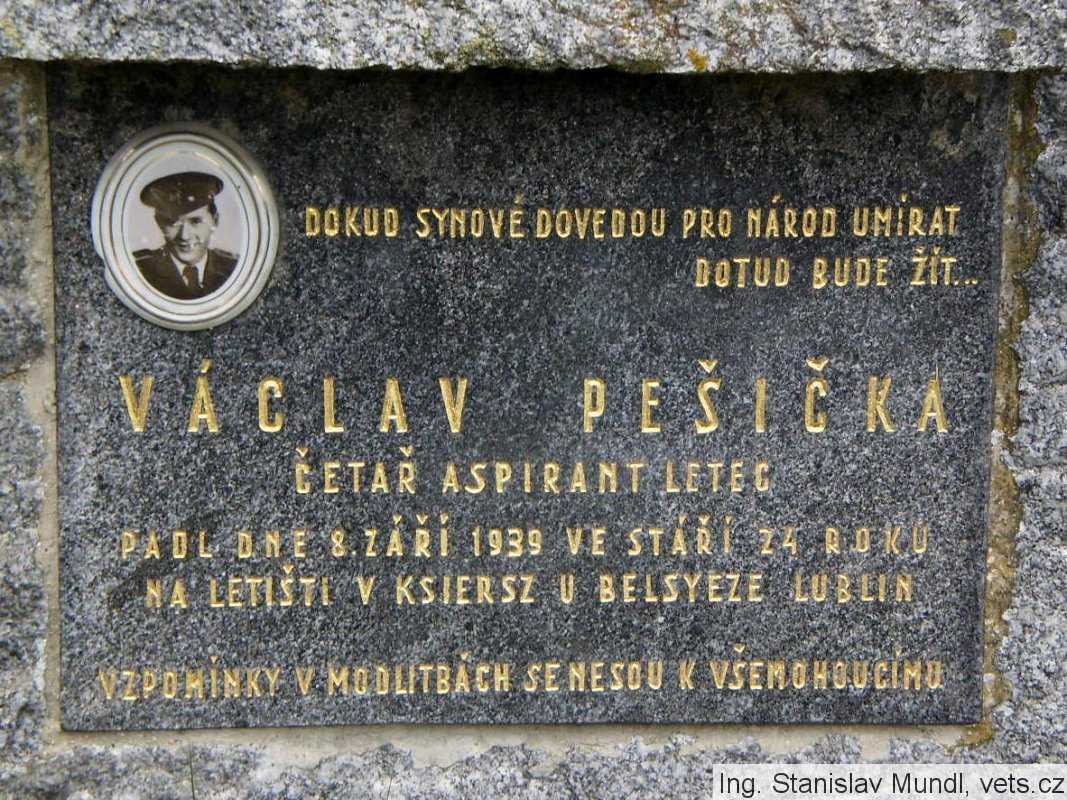 DOKUD SYNOVÉ DOVEDOU PRO NÁROD UMÍRAT
DOTUD BUDE ŽÍT...
VÁCLAV PEŠIČKA
ČETAŘ ASPIRANT LETEC
PADL DNE 8. ZÁŘÍ 1939 VE STÁŘÍ 24 ROKŮ
NA LETIŠTI V KSIERSZ U BELSYEZE LUBLIN
VZPOMÍNKY V MODLITBÁCH SE NESOU K VŠEMOHOUCÍMU
Ing. Stanislav Mundl, vets.cz